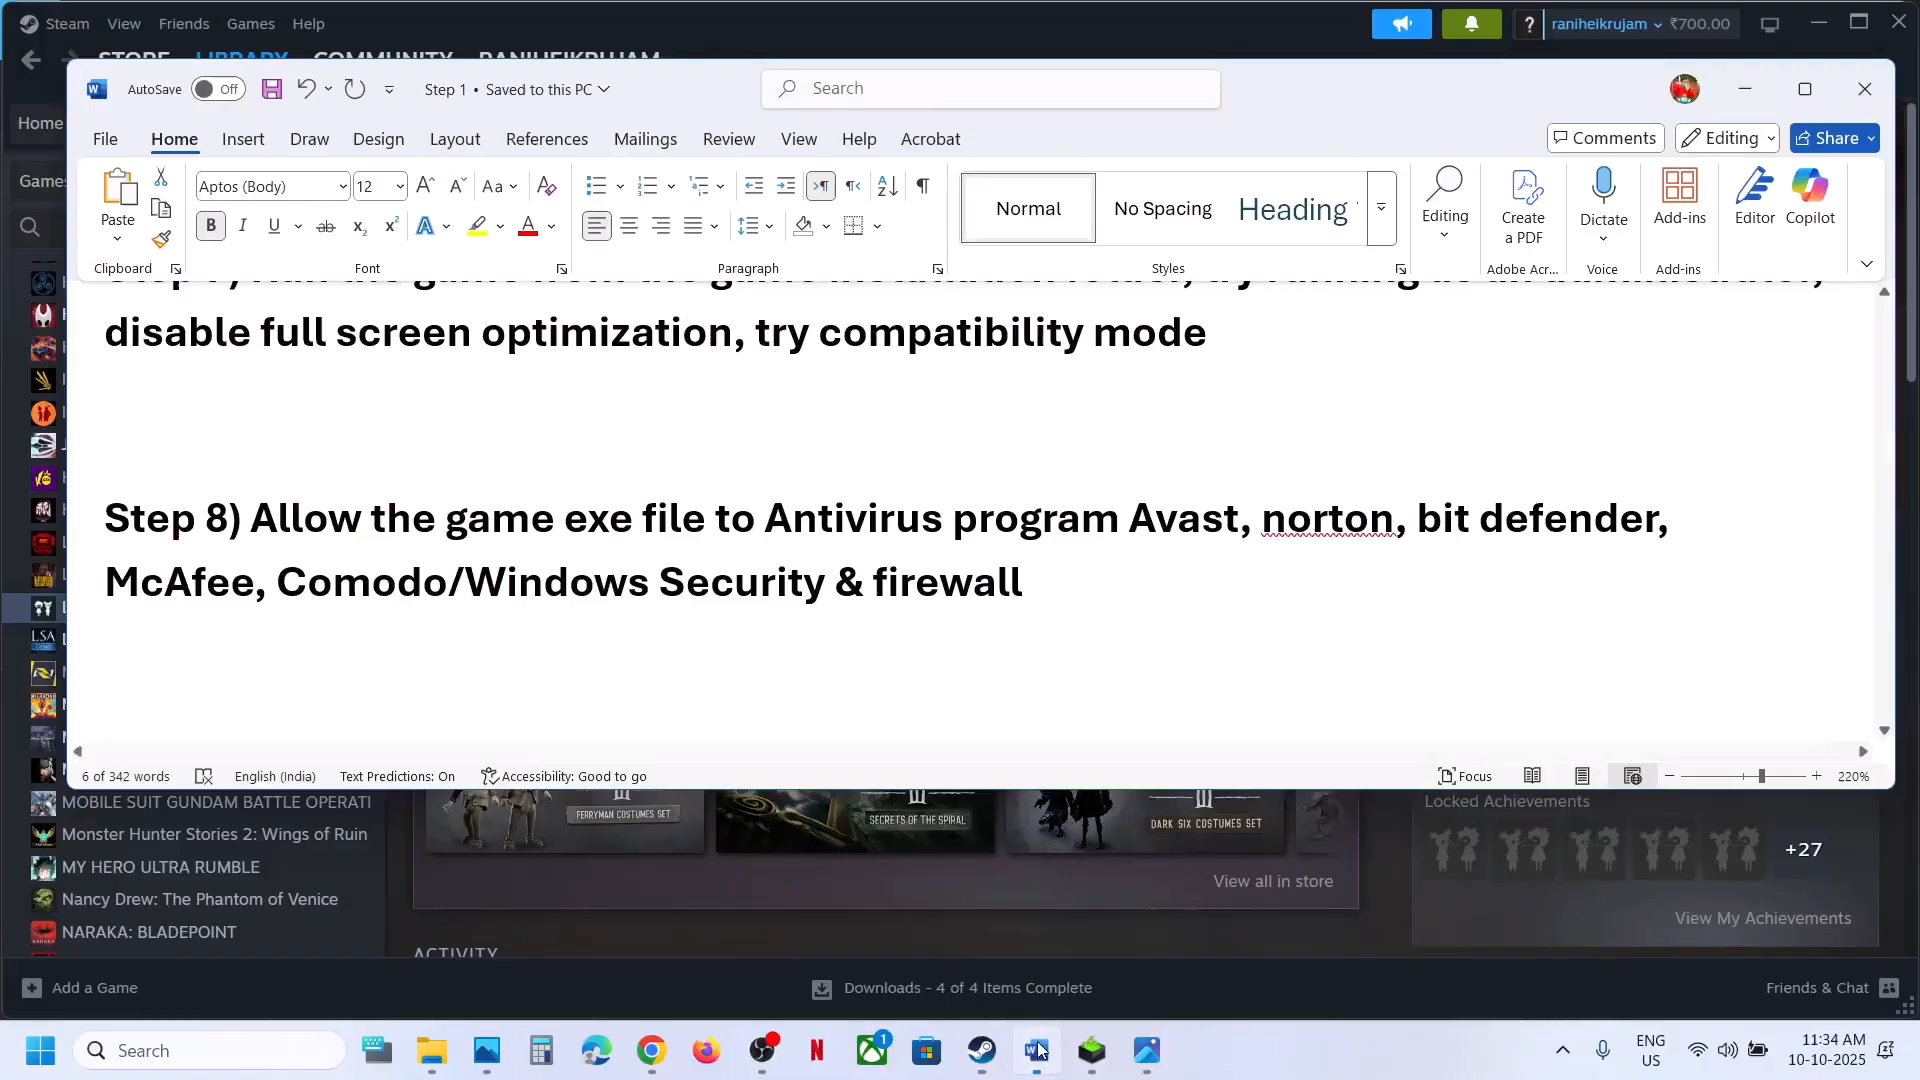 Steam View Friends Games Help
raniheikrujam ₹700.00
STORE LIBRARY COMMUNITY RANIHEIKRUJAM
AutoSave Off Step 1 • Saved to this PC Search
File Home Insert Draw Design Layout References Mailings Review View Help Acrobat Comments Editing Share
Home
Games
Paste
Aptos (Body) 12
Normal No Spacing Heading
Editing Create a PDF Dictate Add-ins Editor Copilot
Clipboard Font Paragraph Styles Adobe Acr... Voice Add-ins
disable full screen optimization, try compatibility mode
Step 8) Allow the game exe file to Antivirus program Avast, norton, bit defender,
McAfee, Comodo/Windows Security & firewall
6 of 342 words English (India) Text Predictions: On Accessibility: Good to go Focus 220%
LSA
MOBILE SUIT GUNDAM BATTLE OPERATI
Monster Hunter Stories 2: Wings of Ruin
MY HERO ULTRA RUMBLE
Nancy Drew: The Phantom of Venice
NARAKA: BLADEPOINT
FERRYMAN COSTUMES SET
SECRETS OF THE SPIRAL
DARK SIX COSTUMES SET
View all in store
Locked Achievements
+27
View My Achievements
ACTIVITY
Add a Game Downloads - 4 of 4 Items Complete Friends & Chat
Search
1
ENG
US
11:34 AM
10-10-2025